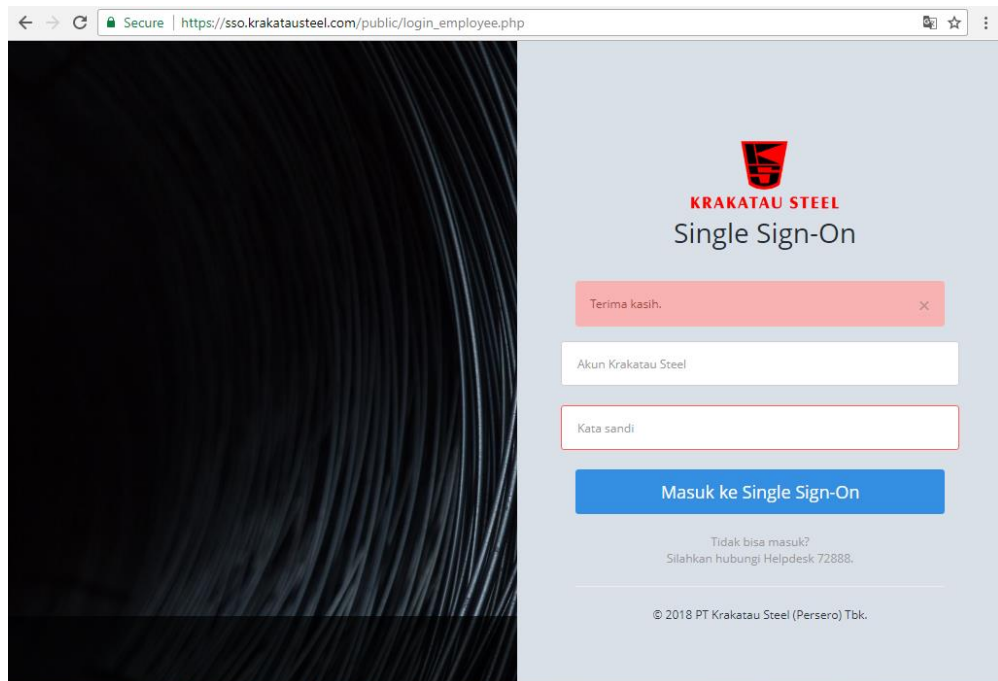 Secure | https://sso.krakatausteel.com/public/login_employee.php
KRAKATAU STEEL
Single Sign-On
Terima kasih.
Akun Krakatau Steel
Kata sandi
Masuk ke Single Sign-On
Tidak bisa masuk?
Silahkan hubungi Helpdesk 72888.
© 2018 PT Krakatau Steel (Persero) Tbk.